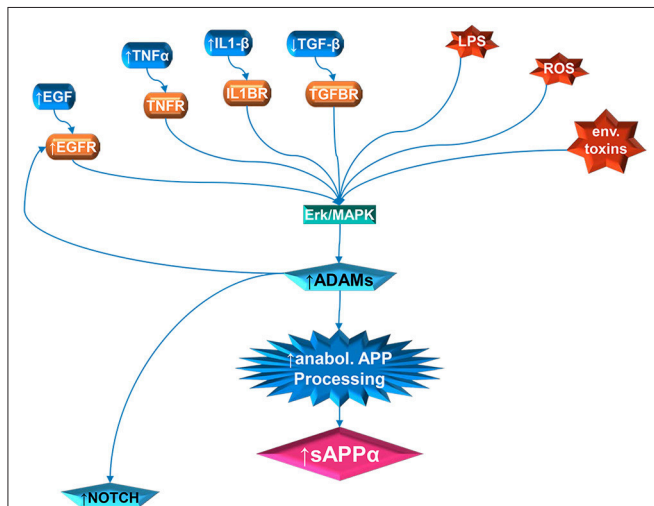 ↑EGF
↑EGFR
↑TNFα
TNFR
↑IL1-β
IL1BR
↓TGF-β
TGFBR
LPS
ROS
env.
toxins
Erk/MAPK
↑ADAMs
↑anabol. APP
Processing
↑sAPPα
↑NOTCH